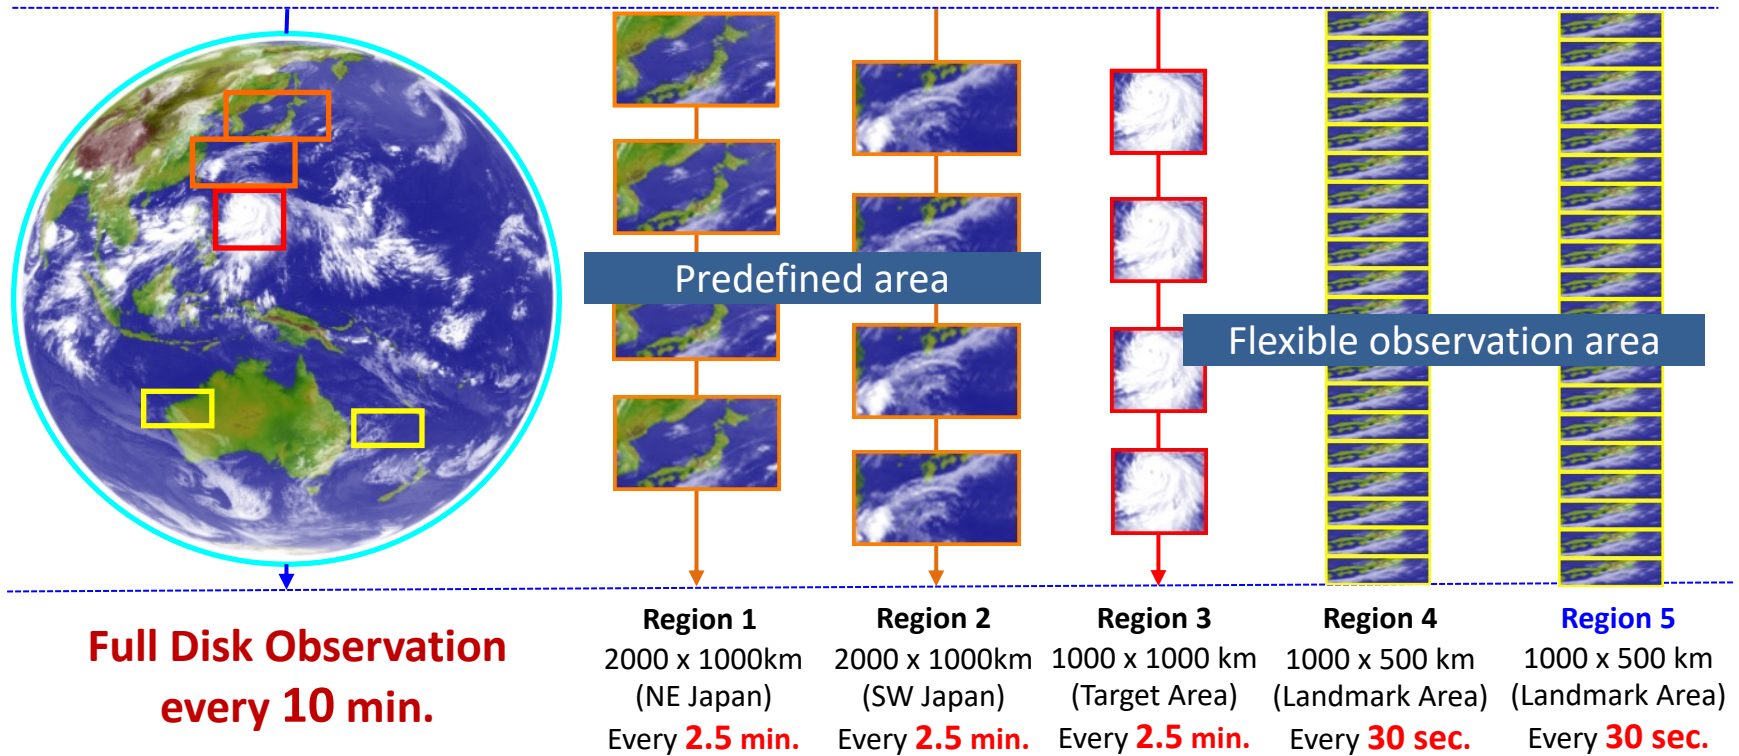 Predefined area
Flexible observation area
Full Disk Observation
every 10 min.
Region 1
2000 x 1000km
(NE Japan)
Every 2.5 min.
Region 2
2000 x 1000km
(SW Japan)
Every 2.5 min.
Region 3
1000 x 1000 km
(Target Area)
Every 2.5 min.
Region 4
1000 x 500 km
(Landmark Area)
Every 30 sec.
Region 5
1000 x 500 km
(Landmark Area)
Every 30 sec.